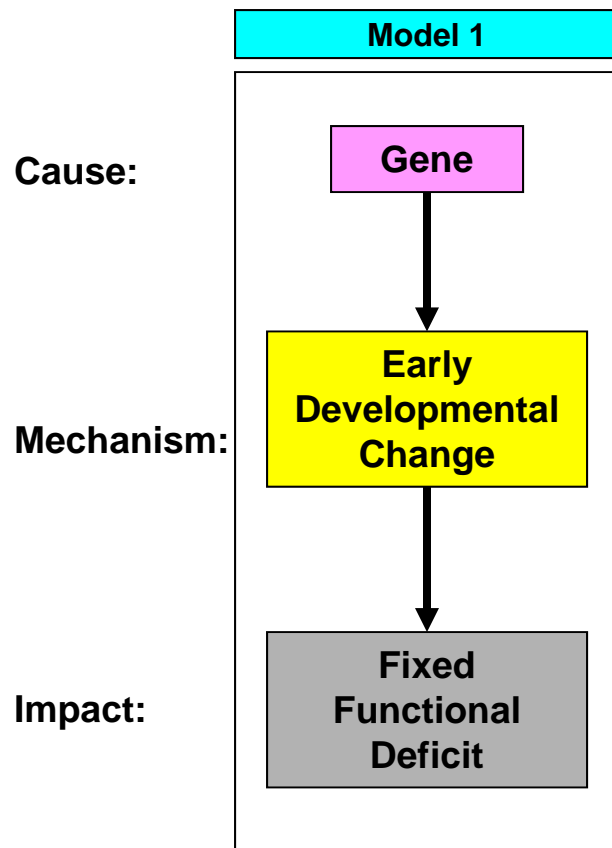 Model 1
Cause:
Gene
Mechanism:
Early
Developmental
Change
Impact:
Fixed
Functional
Deficit